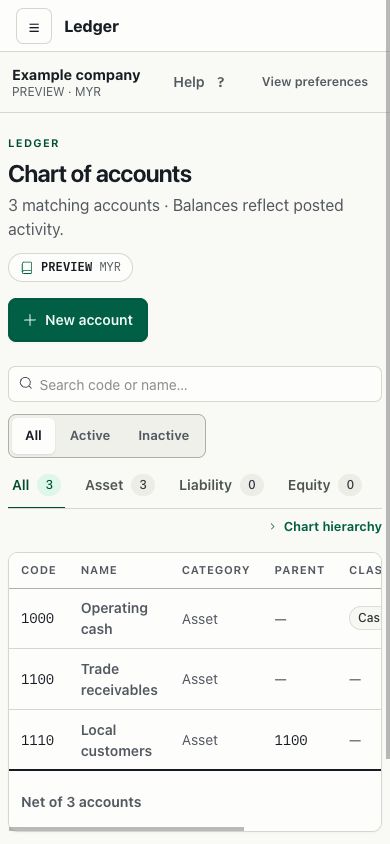 Ledger
Example company
PREVIEW · MYR
Help ?
View preferences
LEDGER
Chart of accounts
3 matching accounts · Balances reflect posted
activity.
PREVIEW MYR
New account
Search code or name...
All Active Inactive
All 3 Asset 3 Liability 0 Equity 0
Chart hierarchy
CODE NAME CATEGORY PARENT CLAS
1000 Operating cash Asset — Cas
1100 Trade receivables Asset — —
1110 Local customers Asset 1100 —
Net of 3 accounts